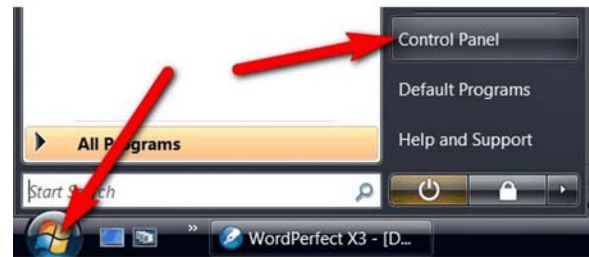 Control Panel
Default Programs
All Programs
Help and Support
Start Search
WordPerfect X3 - [D...